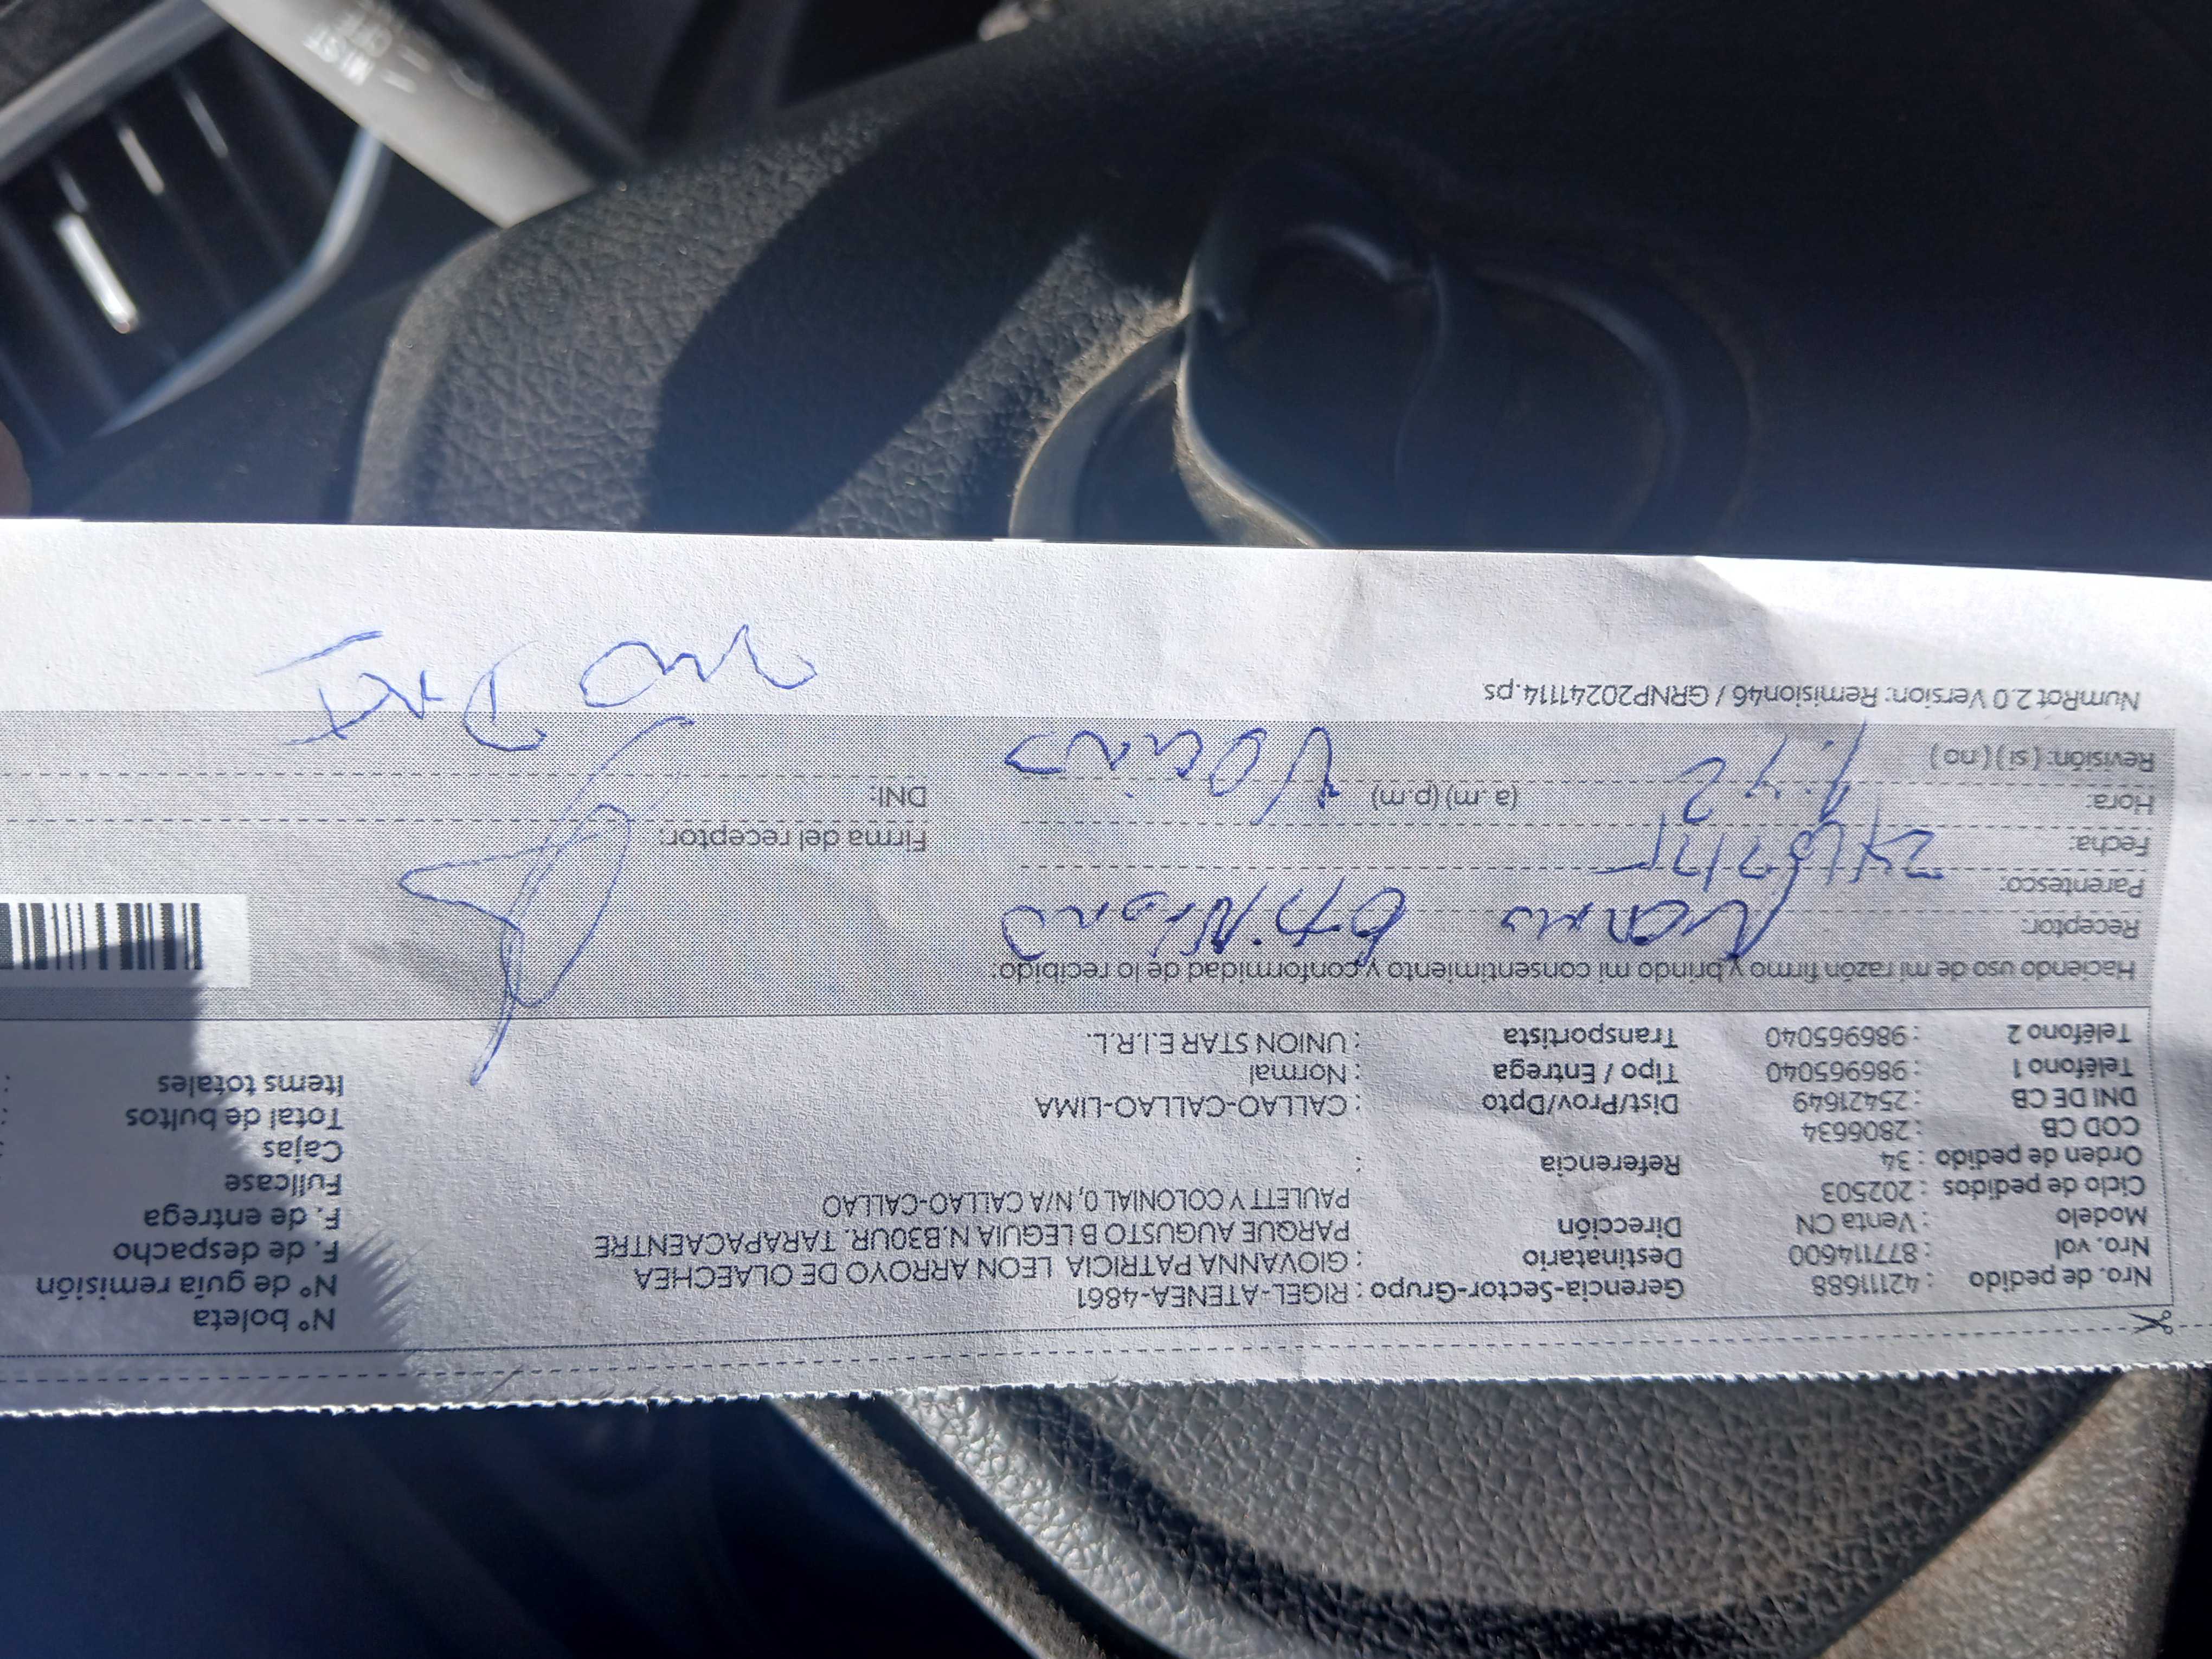 Nro. de pedido : 42111688 Gerencia-Sector-Grupo : RIGEL-ATENEA-4861 N° boleta
Nro. vol : 877114600 Destinatario : GIOVANNA PATRICIA LEON ARROYO DE OLAECHEA N° de guía remisión
Modelo : Venta CN Dirección PARQUE AUGUSTO B LEGUIA N.B30UR. TARAPACAENTRE F. de despacho
Ciclo de pedidos : 202503 PAULETT Y COLONIAL 0, N/A CALLAO-CALLAO F. de entrega
Orden de pedido : 34 Referencia : Fullcase
COD CB : 2806634 Cajas
DNI DE CB : 25421649 Dist/Prov/Dpto : CALLAO-CALLAO-LIMA Total de bultos
Teléfono 1 : 986965040 Tipo / Entrega : Normal Items totales :
Teléfono 2 : 986965040 Transportista : UNION STAR E.I.R.L.
Haciendo uso de mi razón firmo y brindo mi consentimiento y conformidad de lo recibido:
Receptor:
Parentesco:
Fecha: Firma del receptor:
Hora: (a.m) (p.m) DNI:
Revisión: ( si ) ( no )
no DNI
NumRot 2.0 Version: Remision46 / GRNP20241114.ps
MIST
OFF